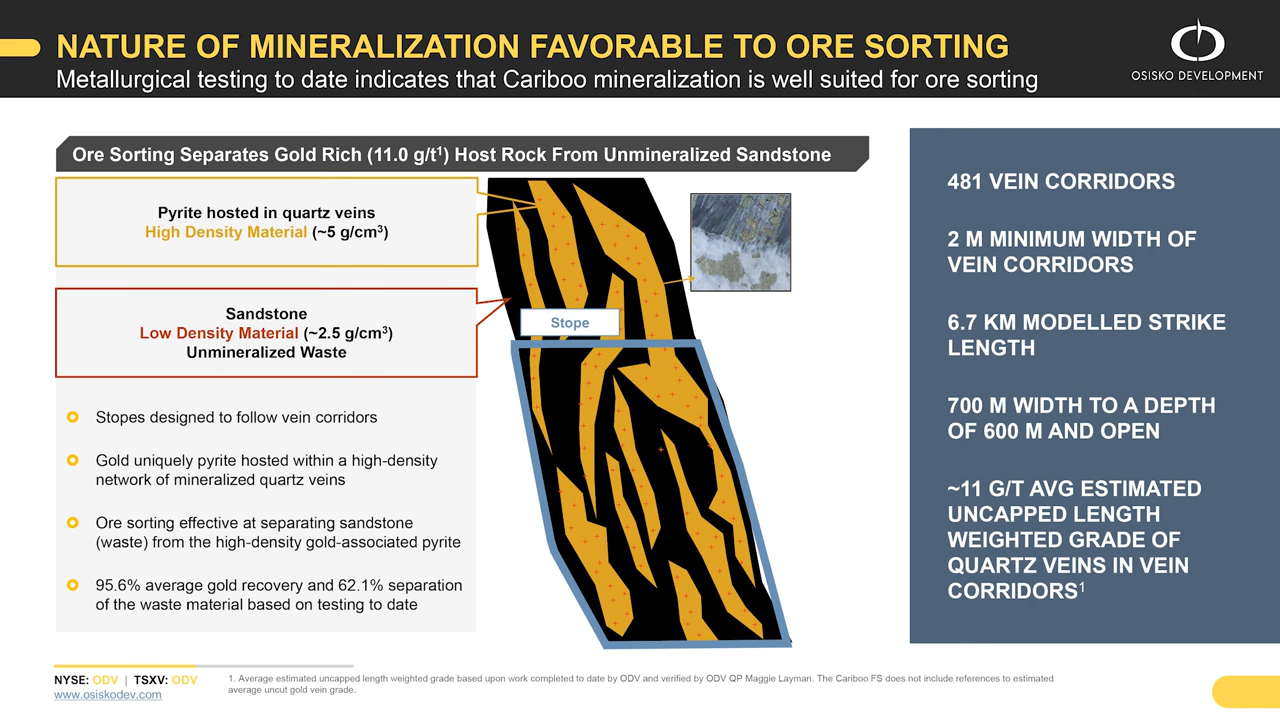 NATURE OF MINERALIZATION FAVORABLE TO ORE SORTING
Metallurgical testing to date indicates that Cariboo mineralization is well suited for ore sorting
OSISKO DEVELOPMENT
Ore Sorting Separates Gold Rich (11.0 g/t¹) Host Rock From Unmineralized Sandstone
Pyrite hosted in quartz veins
High Density Material (~5 g/cm³)
Sandstone
Low Density Material (~2.5 g/cm³)
Unmineralized Waste
Stope
Stopes designed to follow vein corridors
Gold uniquely pyrite hosted within a high-density
network of mineralized quartz veins
Ore sorting effective at separating sandstone
(waste) from the high-density gold-associated pyrite
95.6% average gold recovery and 62.1% separation
of the waste material based on testing to date
481 VEIN CORRIDORS
2 M MINIMUM WIDTH OF
VEIN CORRIDORS
6.7 KM MODELLED STRIKE
LENGTH
700 M WIDTH TO A DEPTH
OF 600 M AND OPEN
~11 G/T AVG ESTIMATED
UNCAPPED LENGTH
WEIGHTED GRADE OF
QUARTZ VEINS IN VEIN
CORRIDORS¹
NYSE: ODV | TSXV: ODV
www.osiskodev.com
1. Average estimated uncapped length weighted grade based upon work completed to date by ODV and verified by ODV QP Maggie Layman. The Cariboo FS does not include references to estimated
average uncut gold vein grade.